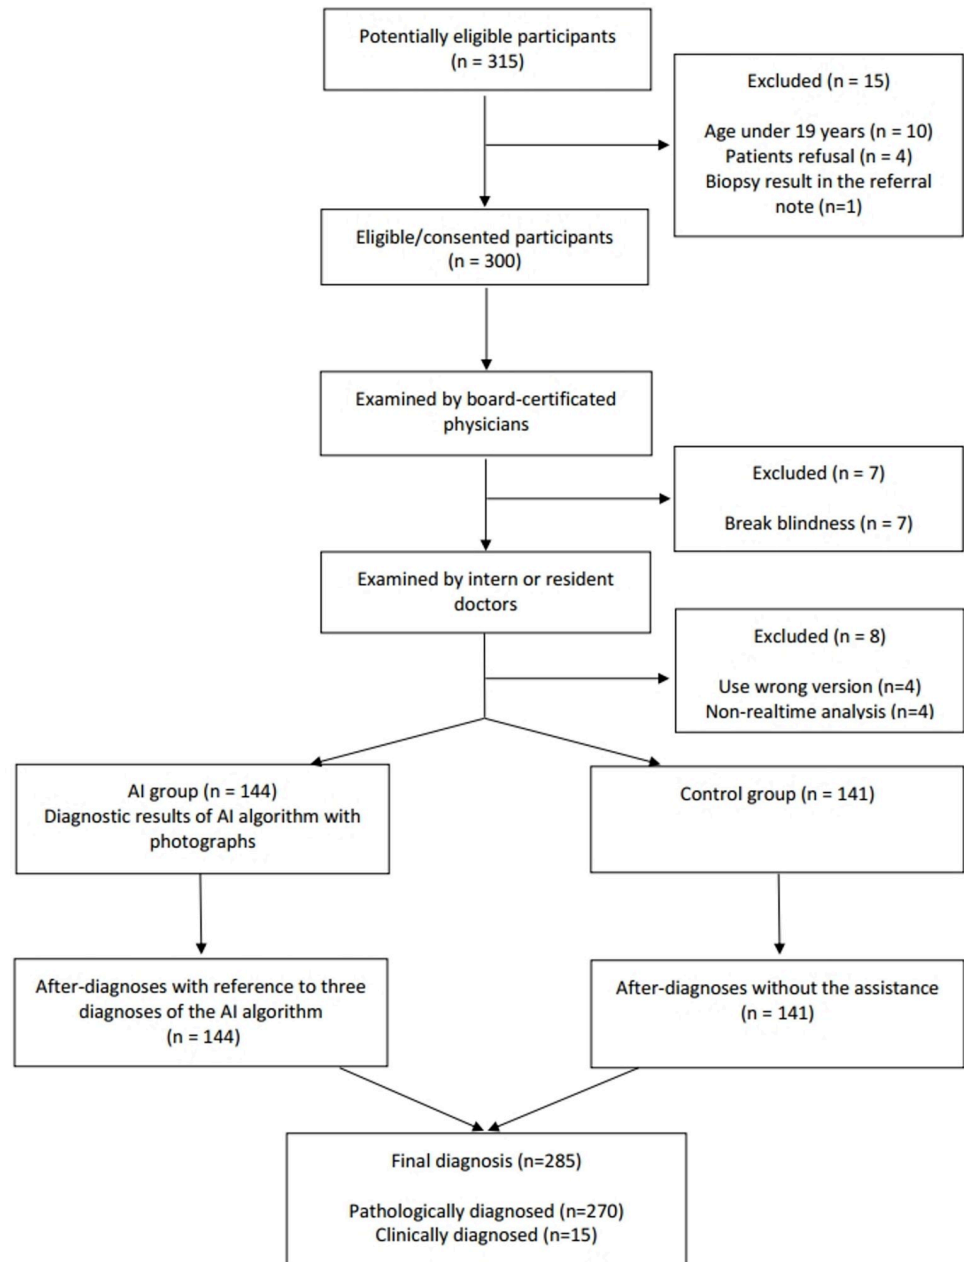 Potentially eligible participants
(n = 315)
Excluded (n = 15)
Age under 19 years (n = 10)
Patients refusal (n = 4)
Biopsy result in the referral
note (n=1)
Eligible/consented participants
(n = 300)
Examined by board-certificated
physicians
Excluded (n = 7)
Break blindness (n = 7)
Examined by intern or resident
doctors
Excluded (n = 8)
Use wrong version (n=4)
Non-realtime analysis (n=4)
AI group (n = 144)
Diagnostic results of AI algorithm with
photographs
Control group (n = 141)
After-diagnoses with reference to three
diagnoses of the AI algorithm
(n = 144)
After-diagnoses without the assistance
(n = 141)
Final diagnosis (n=285)
Pathologically diagnosed (n=270)
Clinically diagnosed (n=15)